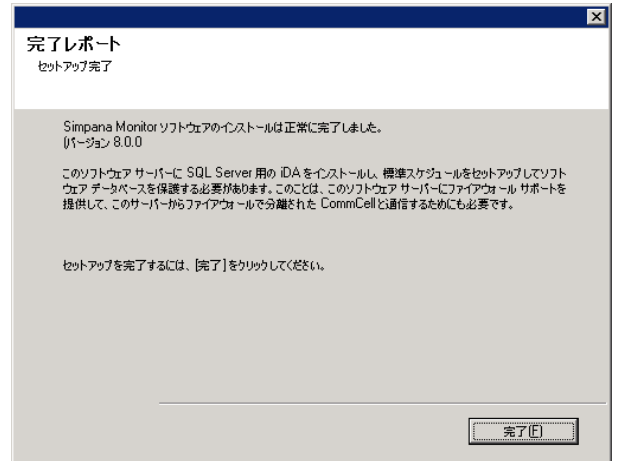 完了レポート
セットアップ完了
Simpana Monitor ソフトウェアのインストールは正常に完了しました。
(バージョン 8.0.0
このソフトウェア サーバーに SQL Server 用の iDA をインストールし、標準スケジュールをセットアップしてソフト
ウェア データベースを保護する必要があります。このことは、このソフトウェア サーバーにファイアウォール サポートを
提供して、このサーバーからファイアウォールで分離された CommCellと通信するためにも必要です。
セットアップを完了するには、[完了] をクリックしてください。
完了(F)